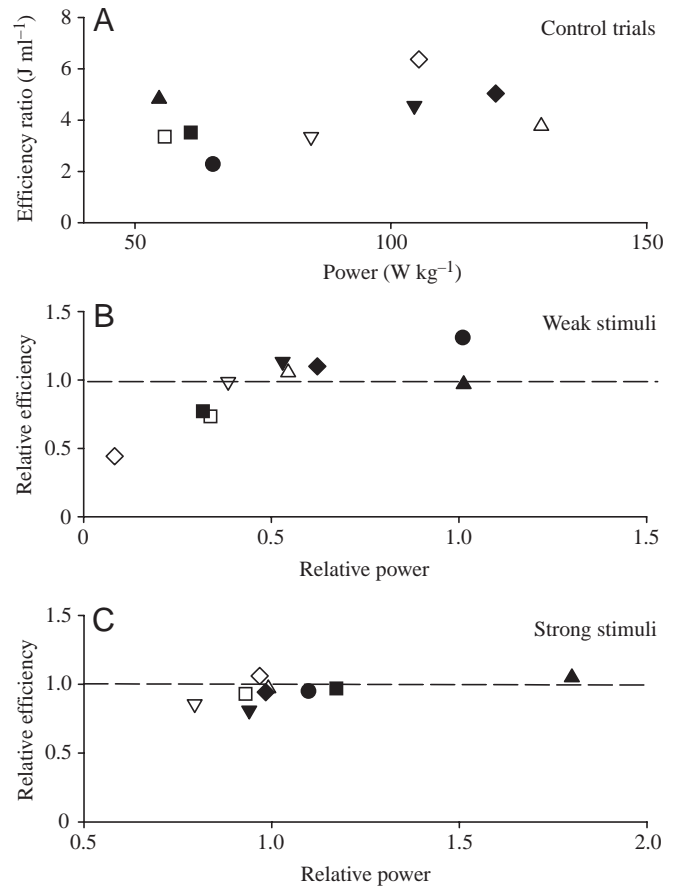 A
Control trials
Efficiency ratio (J ml⁻¹)
8
6
4
2
0
50
100
150
Power (W kg⁻¹)
B
Weak stimuli
Relative efficiency
1.5
1.0
0.5
0
0
0.5
1.0
1.5
Relative power
C
Strong stimuli
Relative efficiency
1.5
1.0
0.5
0
0.5
1.0
1.5
2.0
Relative power